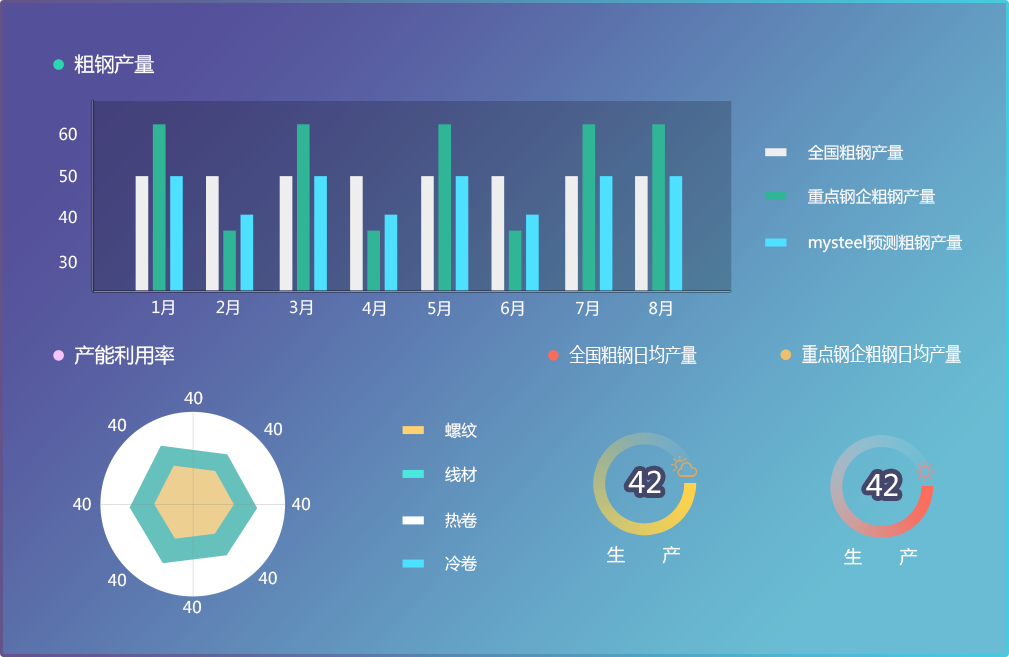 粗钢产量
60
50
40
30
1月 2月 3月 4月 5月 6月 7月 8月
全国粗钢产量
重点钢企粗钢产量
mysteel预测粗钢产量
产能利用率
40
40
40
40
40
40
40
40
螺纹
线材
热卷
冷卷
全国粗钢日均产量
42
生 产
重点钢企粗钢日均产量
42
生 产